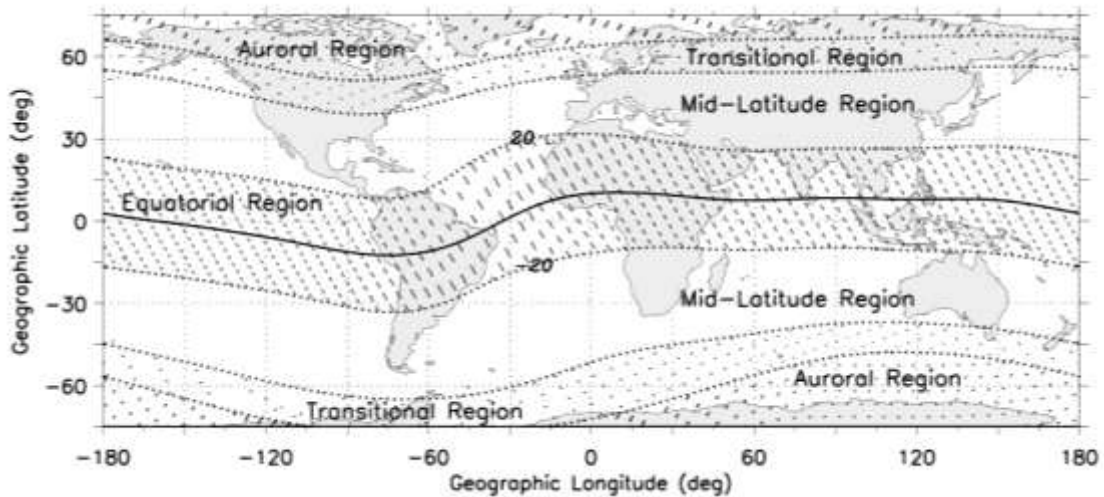 60
Auroral Region
Transitional Region
Mid-Latitude Region
30
20
Equatorial Region
0
-20
-30
Mid-Latitude Region
Auroral Region
-60
Transitional Region
-180
-120
-60
0
60
120
180
Geographic Longitude (deg)
Geographic Latitude (deg)